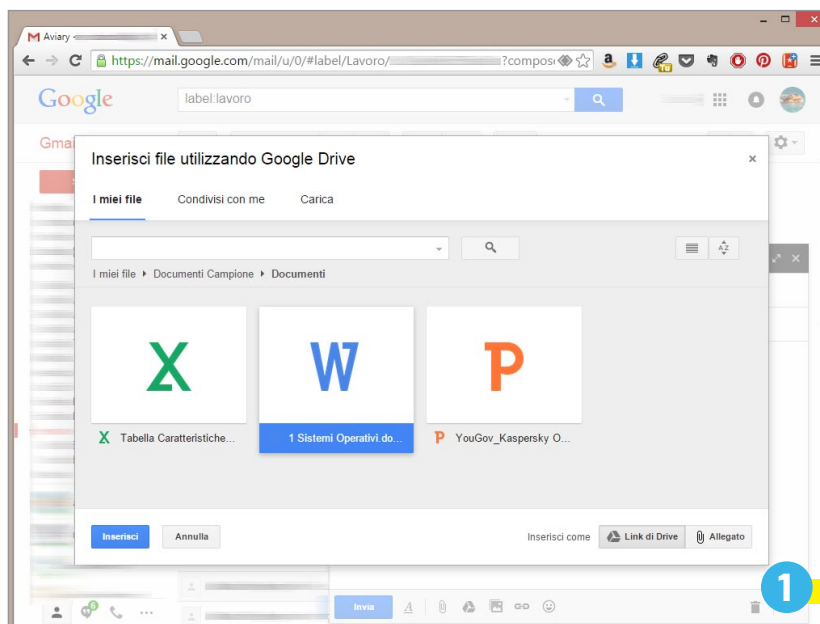 Aviary -
https://mail.google.com/mail/u/0/#label/Lavoro/ ?compos
Google
label:lavoro
Gma
Inserisci file utilizzando Google Drive
I miei file Condivisi con me Carica
I miei file Documenti Campione Documenti
X W P
X Tabella Caratteristiche... 1 Sistemi Operativi.do... P YouGov_Kaspersky O...
Inserisci Annulla Inserisci come Link di Drive Allegato
Invia A
1